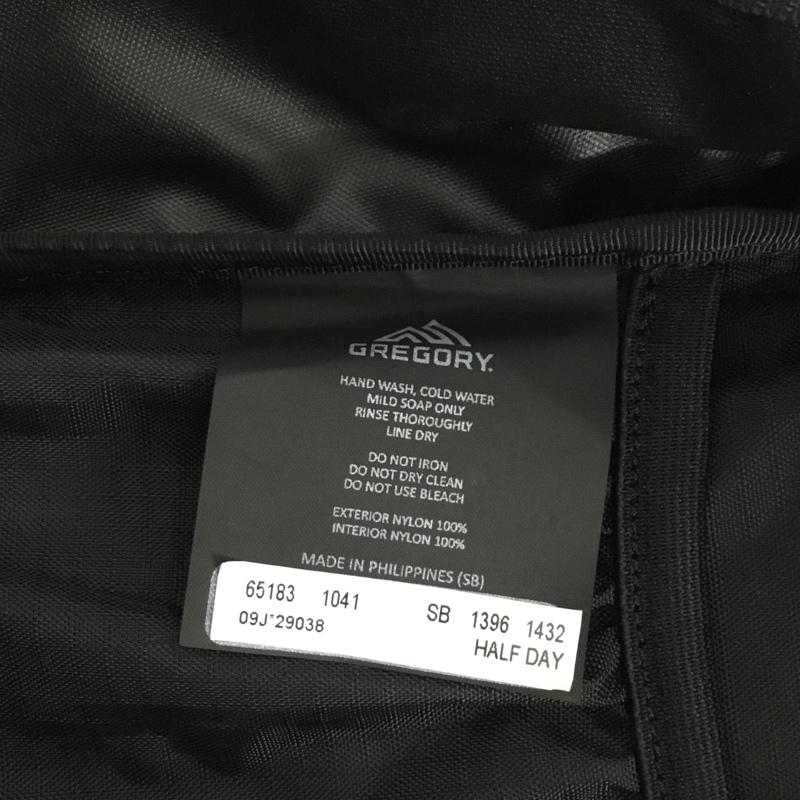 GREGORY.
HAND WASH, COLD WATER
MILD SOAP ONLY
RINSE THOROUGHLY
LINE DRY
DO NOT IRON
DO NOT DRY CLEAN
DO NOT USE BLEACH
EXTERIOR NYLON 100%
INTERIOR NYLON 100%
MADE IN PHILIPPINES (SB)
65183 1041 SB 1396 1432
09J*29038 HALF DAY